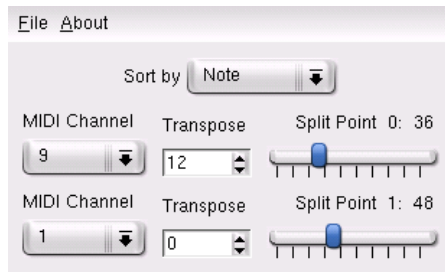 File About
Sort by Note
MIDI Channel Transpose Split Point 0: 36
9 12
MIDI Channel Transpose Split Point 1: 48
1 0